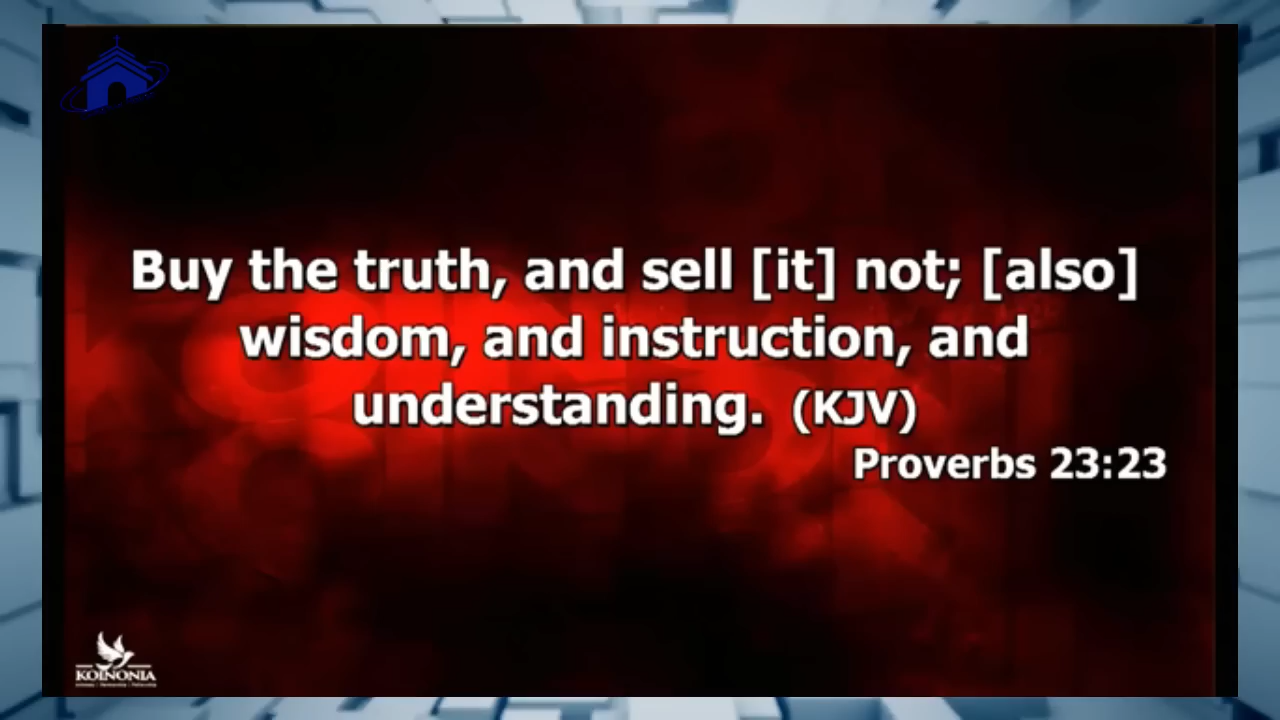 Buy the truth, and sell [it] not; [also]
wisdom, and instruction, and
understanding. (KJV)
Proverbs 23:23
KOINONIA